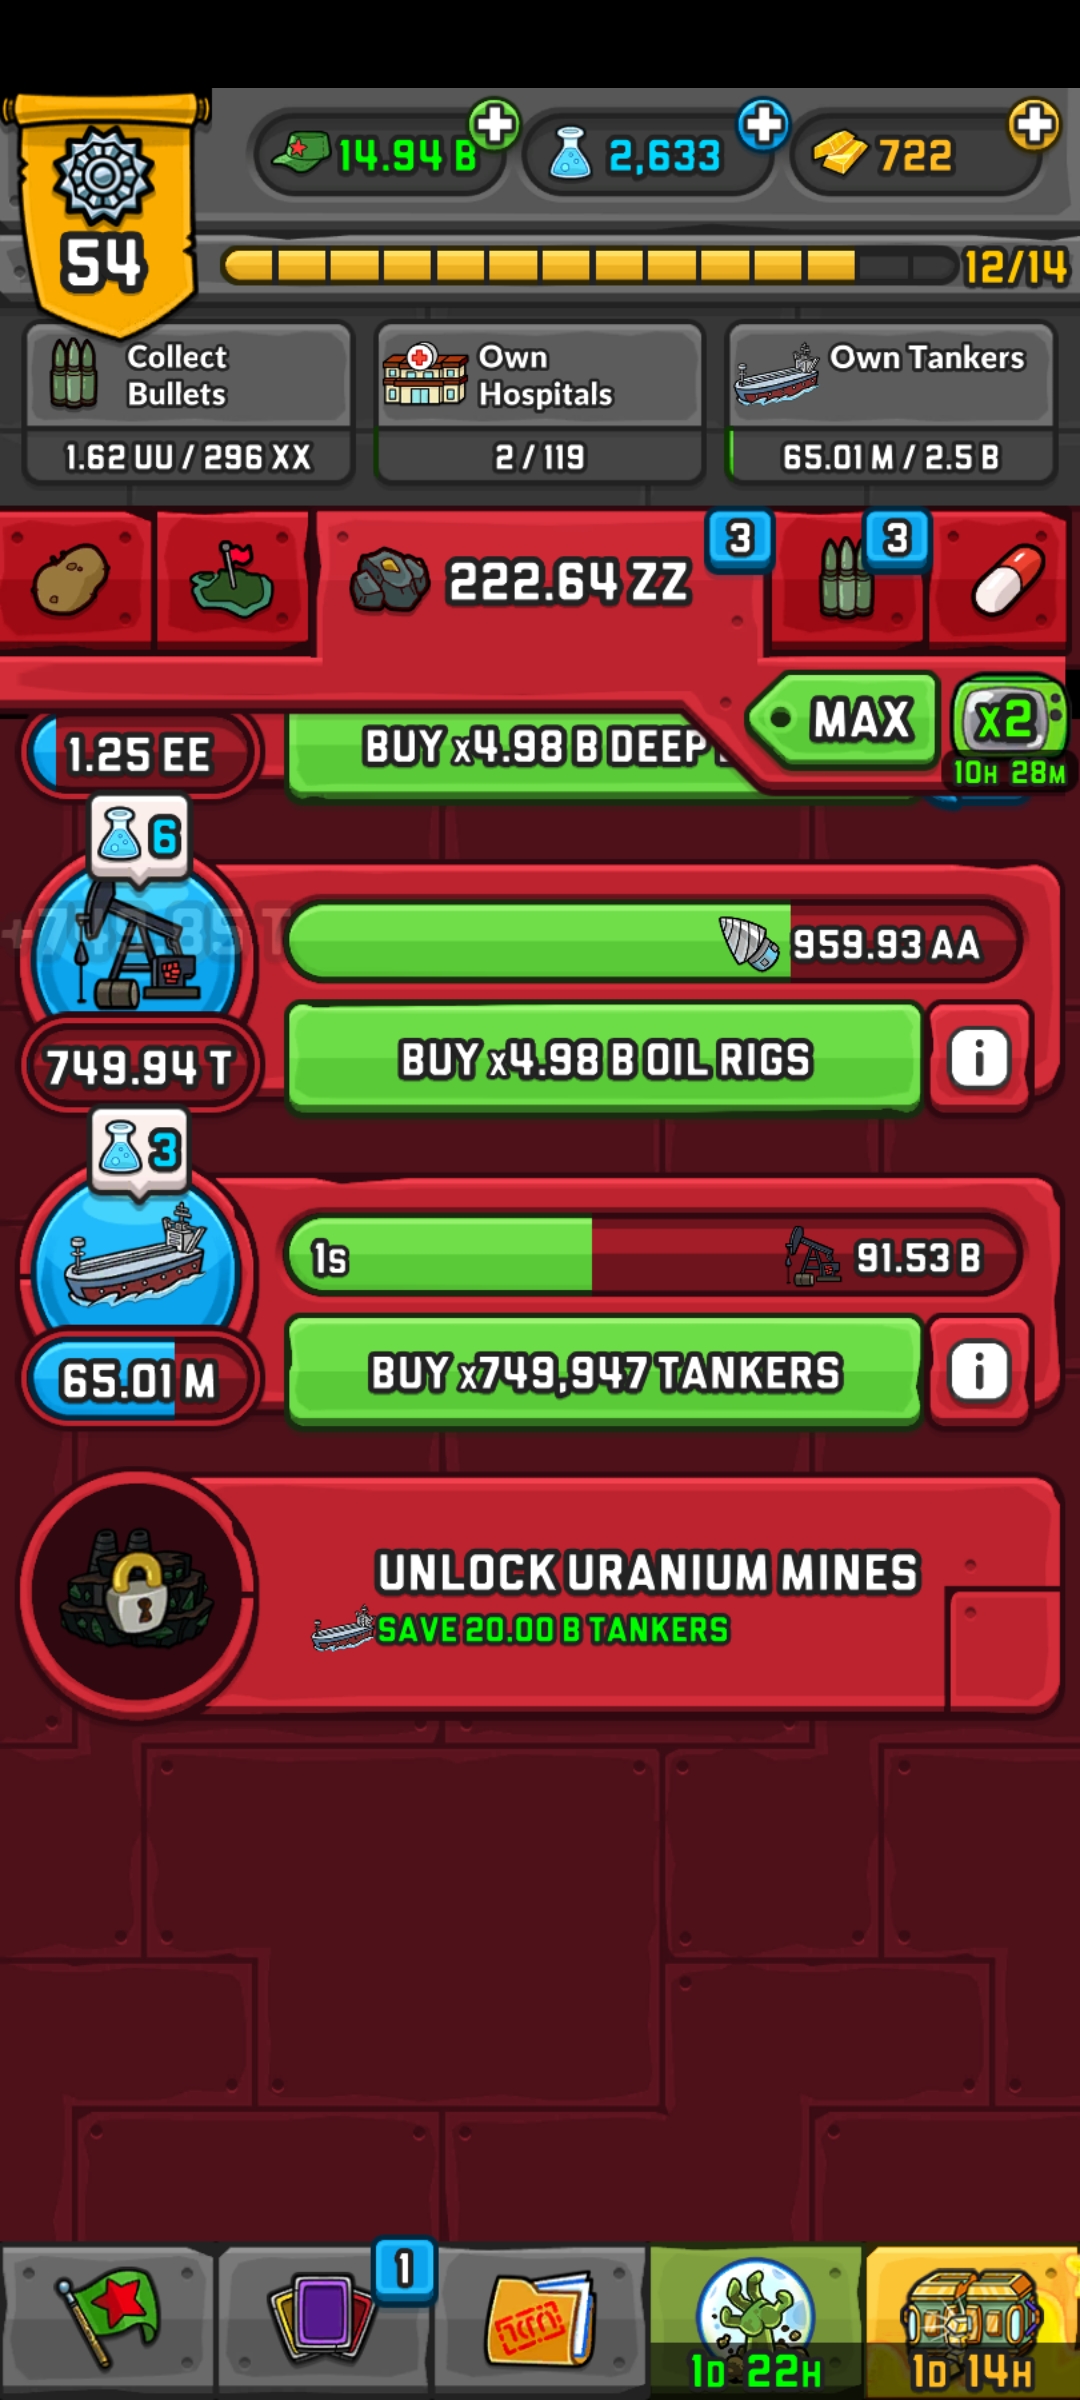 14.94 B
2,633
722
54
12/14
Collect
Bullets
1.62 UU / 296 XX
Own
Hospitals
2 / 119
Own Tankers
65.01 M / 2.5 B
222.64 ZZ
3
3
MAX
x2
10H 28M
1.25 EE
BUY x4.98 B DEEP
6
959.93 AA
749.94 T
BUY x4.98 B OIL RIGS
i
3
1s
91.53 B
65.01 M
BUY x749,947 TANKERS
i
UNLOCK URANIUM MINES
SAVE 20.00 B TANKERS
1
1D 22H
1D 14H